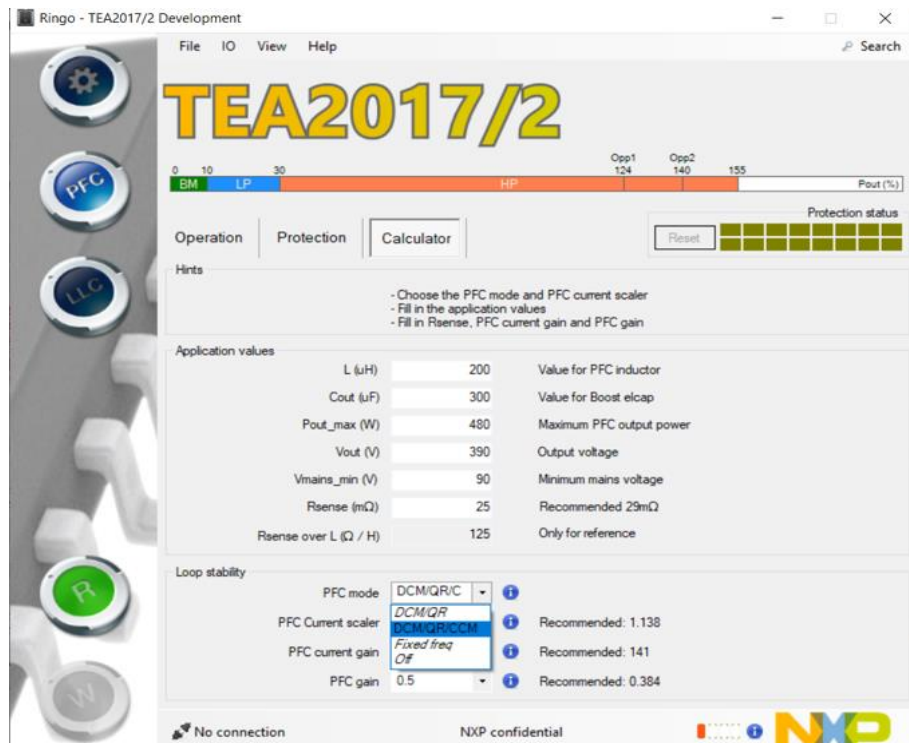 Ringo - TEA2017/2 Development
File IO View Help Search
TEA2017/2
Opp1 Opp2
0 10 30 124 140 155
BM LP HP Pout (%)
Protection status
Operation Protection Calculator Reset
Hints
- Choose the PFC mode and PFC current scaler
- Fill in the application values
- Fill in Rsense, PFC current gain and PFC gain
Application values
L (uH) 200 Value for PFC inductor
Cout (uF) 300 Value for Boost elcap
Pout_max (W) 480 Maximum PFC output power
Vout (V) 390 Output voltage
Vmains_min (V) 90 Minimum mains voltage
Rsense (mΩ) 25 Recommended 29mΩ
Rsense over L (Ω / H) 125 Only for reference
Loop stability
PFC mode DCM/QR/C
DCM/QR
PFC Current scaler DCM/QR/CCM Recommended: 1.138
Fixed freq
PFC current gain Off Recommended: 141
PFC gain 0.5 Recommended: 0.384
No connection NXP confidential NXP
PFC
LLC
R
W